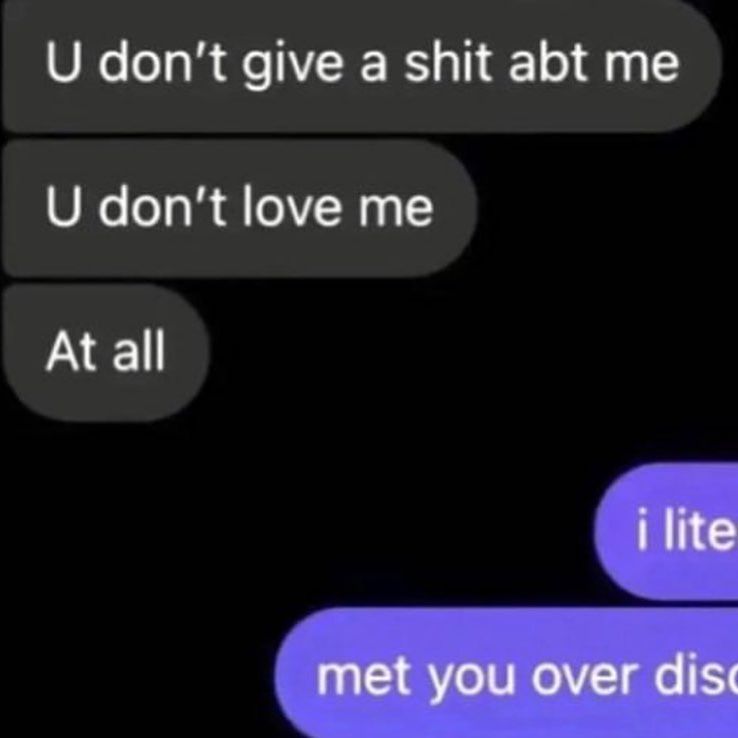 U don't give a shit abt me
U don't love me
At all
i lite
met you over disc